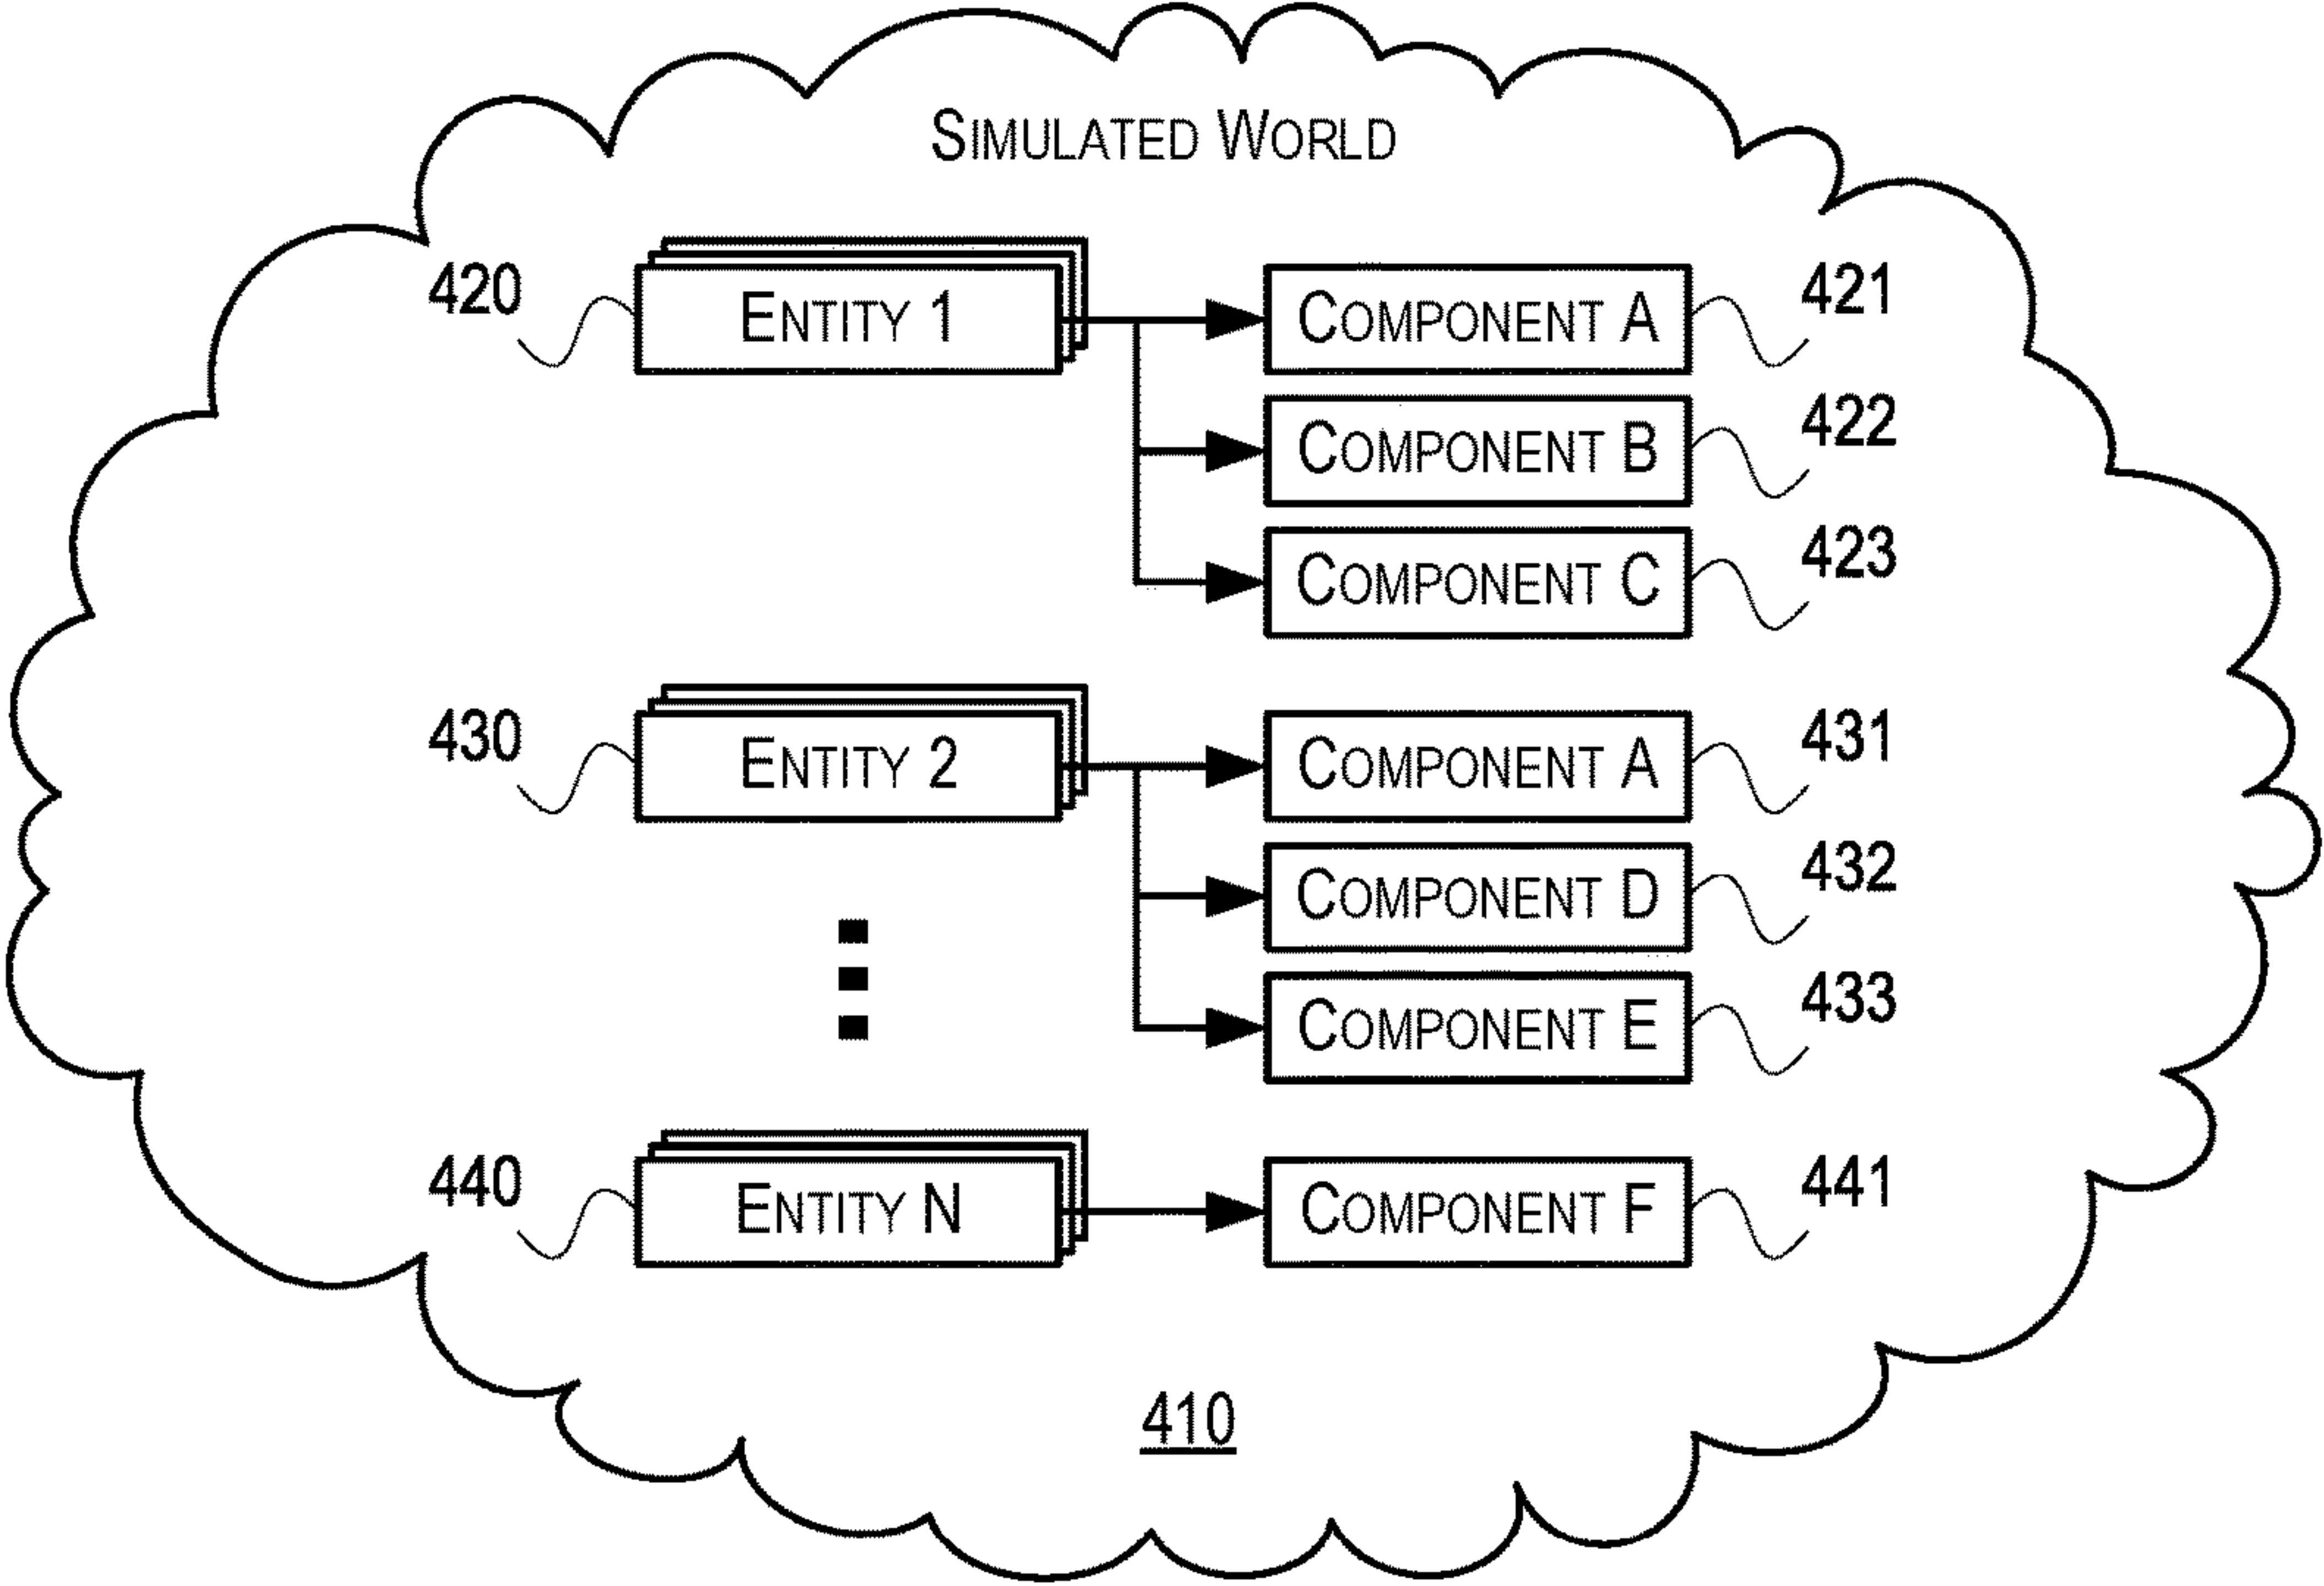 SIMULATED WORLD
420 ENTITY 1 COMPONENT A 421
COMPONENT B 422
COMPONENT C 423
430 ENTITY 2 COMPONENT A 431
COMPONENT D 432
COMPONENT E 433
440 ENTITY N COMPONENT F 441
410